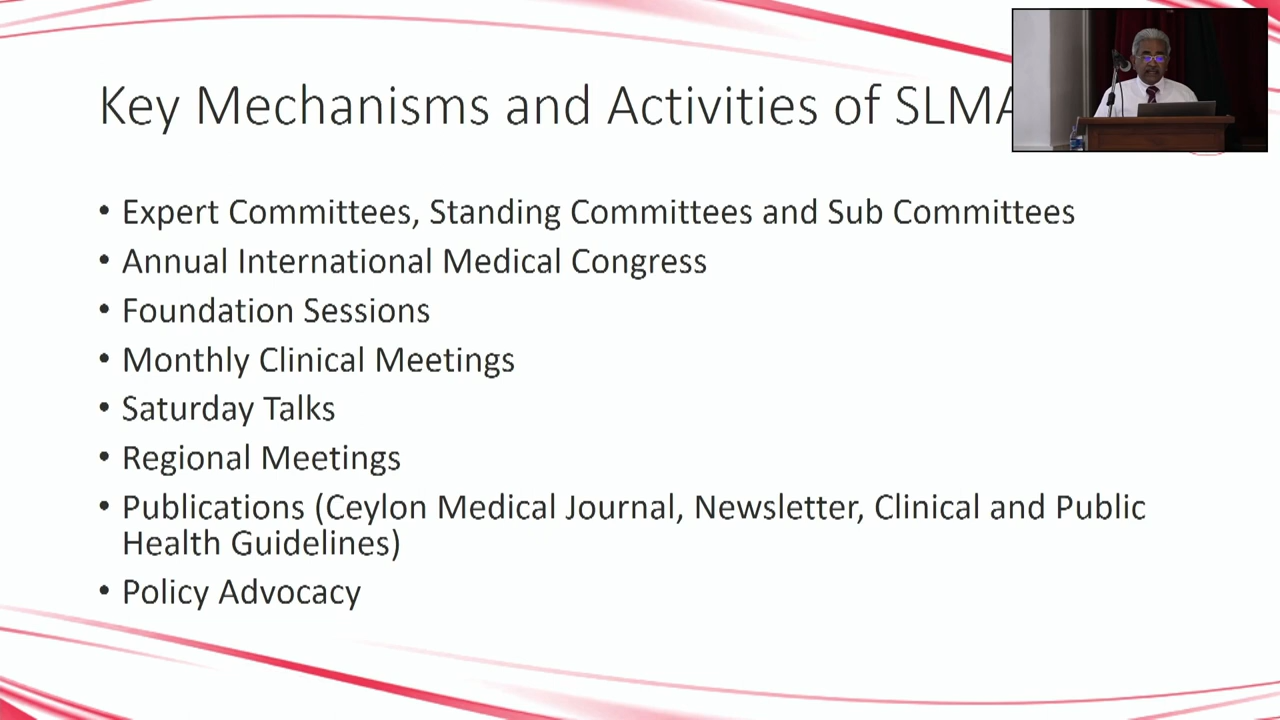 Key Mechanisms and Activities of SLMA
• Expert Committees, Standing Committees and Sub Committees
• Annual International Medical Congress
• Foundation Sessions
• Monthly Clinical Meetings
• Saturday Talks
• Regional Meetings
• Publications (Ceylon Medical Journal, Newsletter, Clinical and Public
Health Guidelines)
• Policy Advocacy